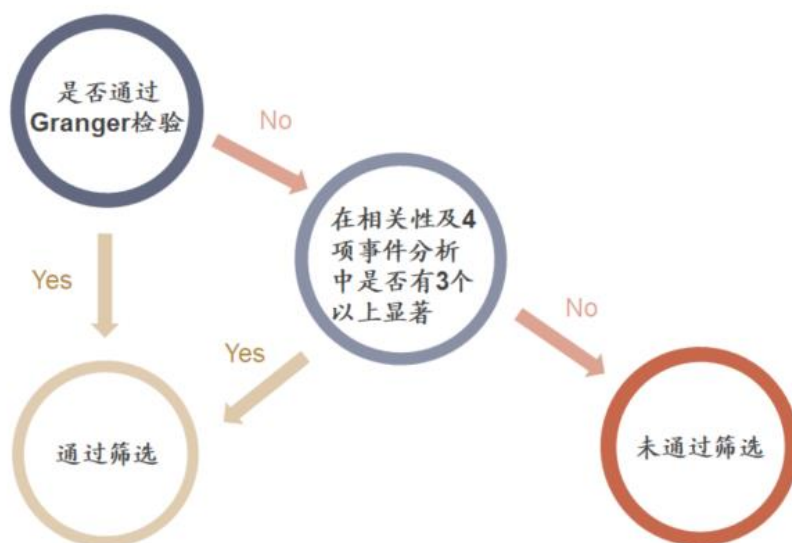 是否通过
Granger检验
No
在相关性及4
项事件分析
中是否有3个
以上显著
Yes
No
Yes
通过筛选
未通过筛选